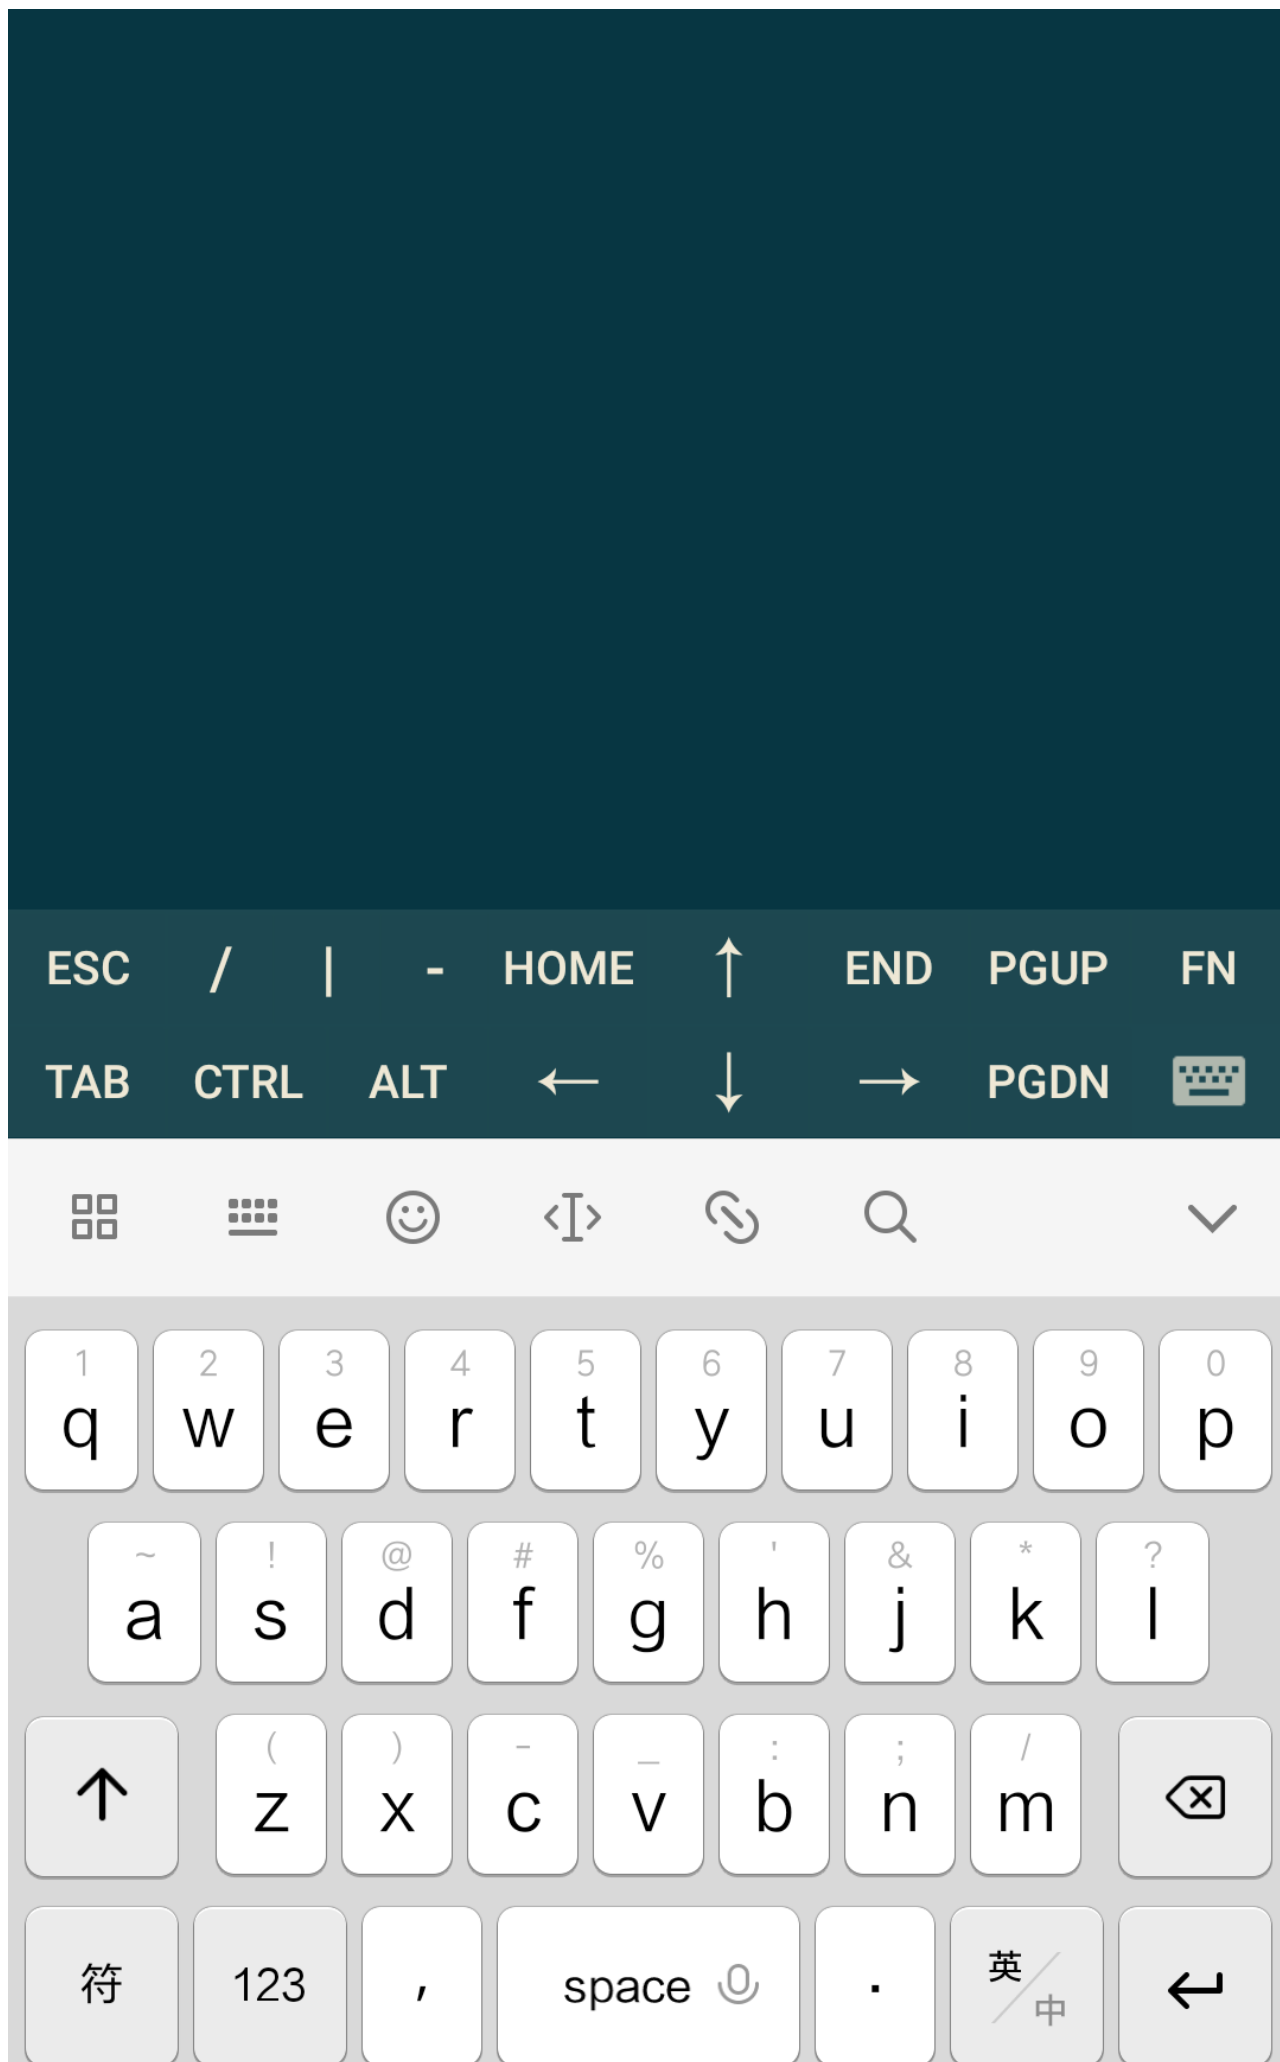 ESC / | - HOME ↑ END PGUP FN
TAB CTRL ALT ← ↓ → PGDN
1 2 3 4 5 6 7 8 9 0
q w e r t y u i o p
~ ! @ # % ' & * ?
a s d f g h j k l
( ) - _ : ; /
z x c v b n m
符 123 , space . 英/中